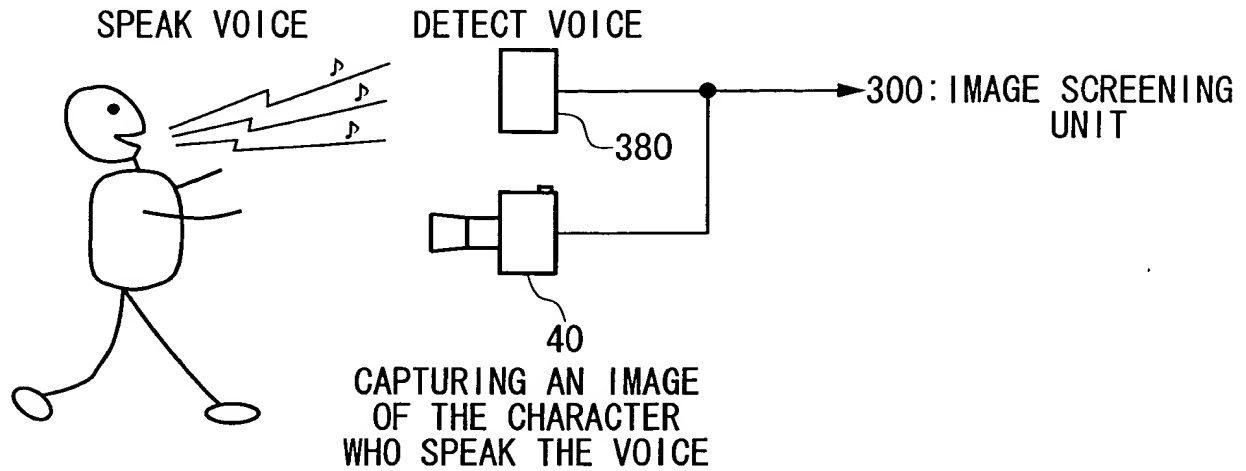 SPEAK VOICE
DETECT VOICE
♪
♪
♪
300: IMAGE SCREENING
UNIT
380
40
CAPTURING AN IMAGE
OF THE CHARACTER
WHO SPEAK THE VOICE